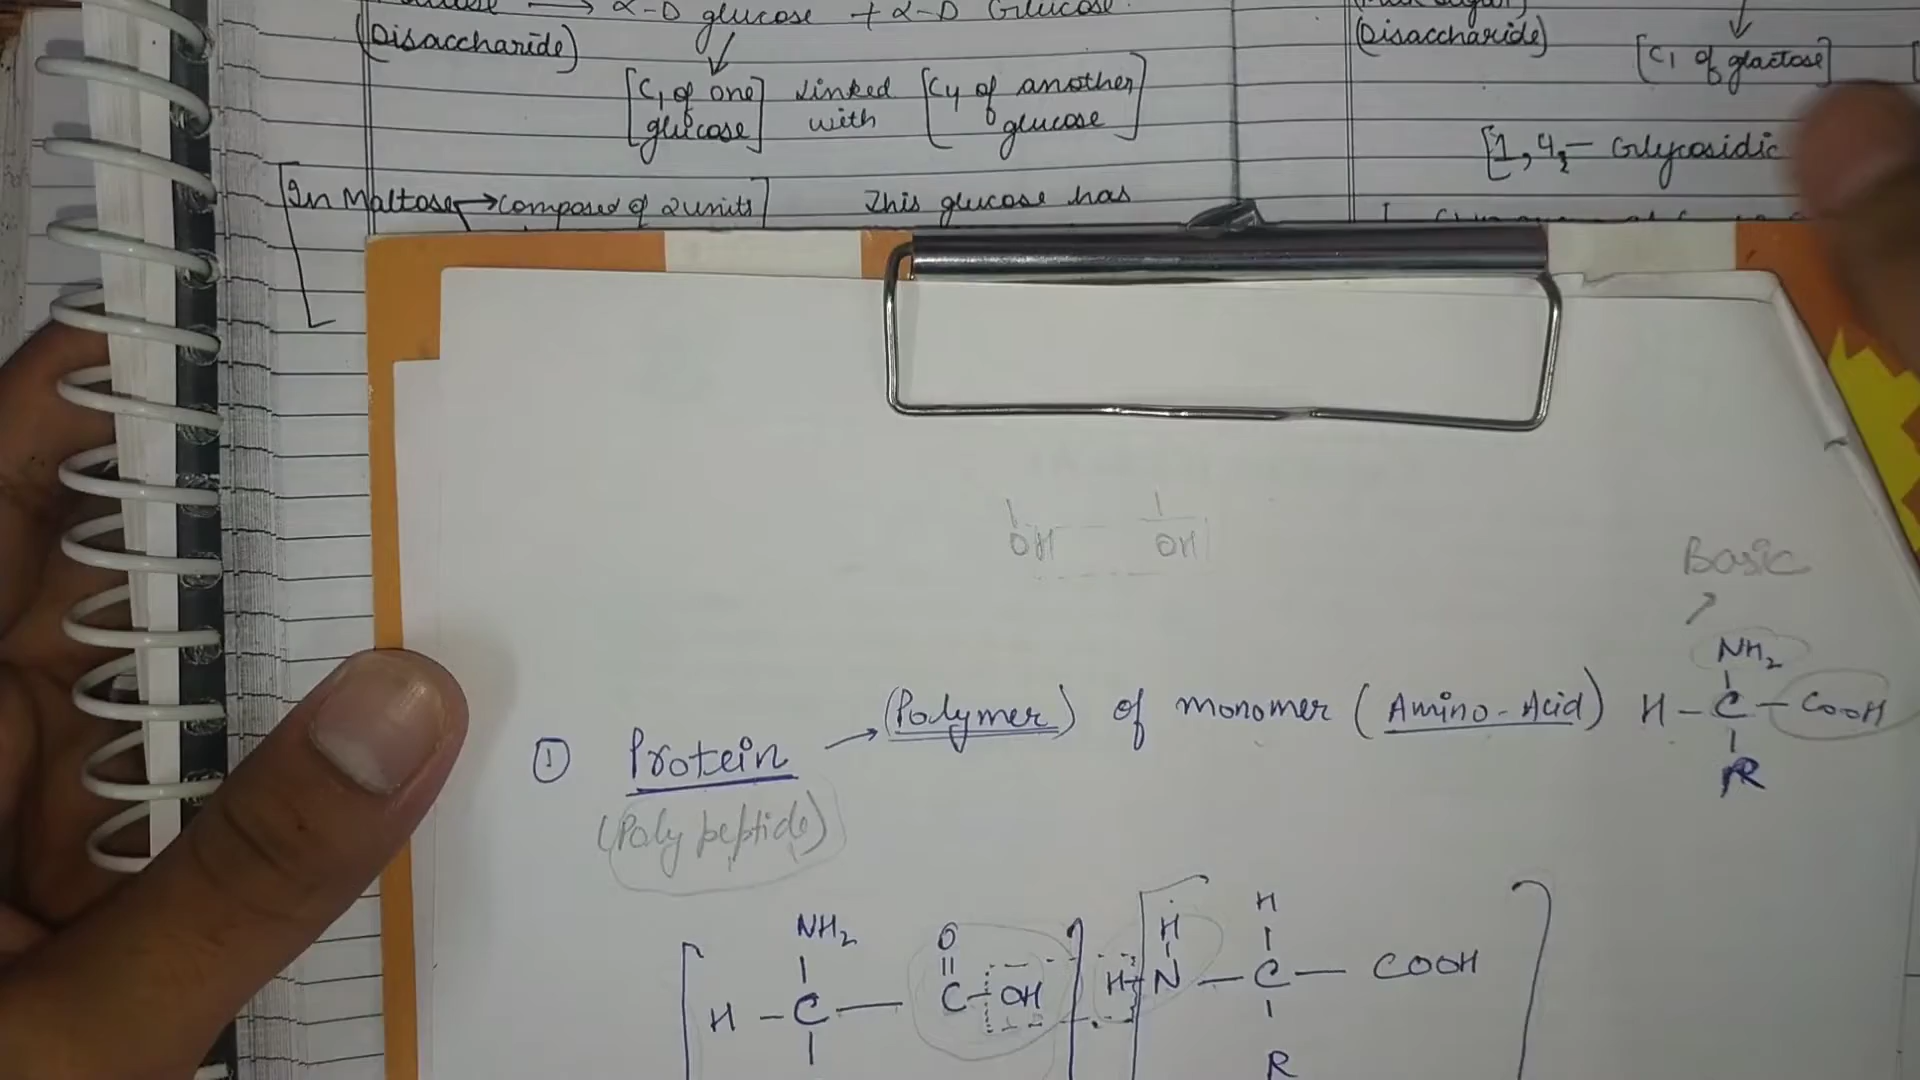 α-D glucose + α-D Glucose.
(Disaccharide)
[C₁ of one glucose] Linked with [C4 of another glucose]
[In Maltose → composed of 2 units] This glucose has
(Disaccharide)
[C₁ of glactose]
[1, 4, – Glycosidic
OH OH
Basic
① Protein → (Polymer) of monomer (Amino-Acid)
(Poly peptide)
NH₂
H – C – COOH
R
NH₂ O H H
H – C – C – OH H – N – C – COOH
R